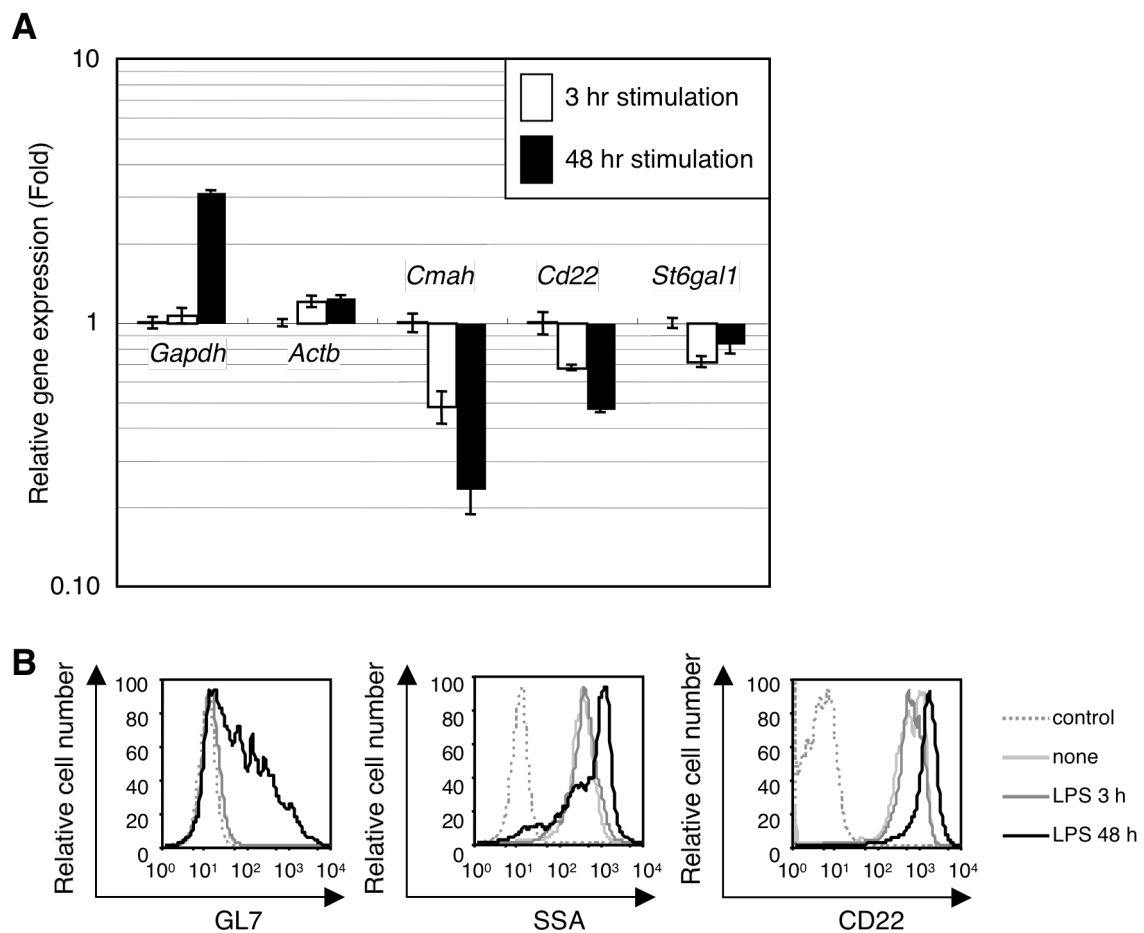 A
10
3 hr stimulation
48 hr stimulation
Relative gene expression (Fold)
Cmah
Cd22
St6gal1
1
Gapdh
Actb
0.10
B
Relative cell number
100
80
60
40
20
0
10⁰ 10¹ 10² 10³ 10⁴
GL7
Relative cell number
100
80
60
40
20
0
10⁰ 10¹ 10² 10³ 10⁴
SSA
Relative cell number
100
80
60
40
20
0
10⁰ 10¹ 10² 10³ 10⁴
CD22
control
none
LPS 3 h
LPS 48 h